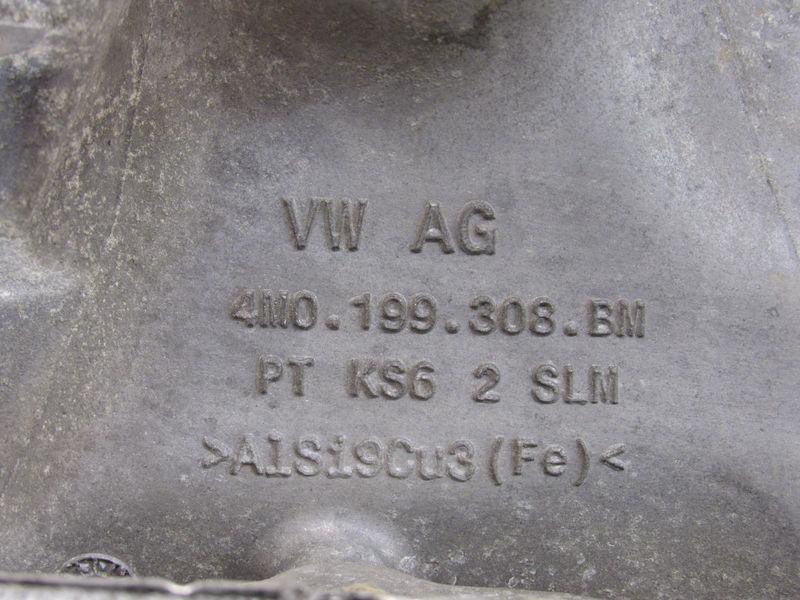 VW AG
4M0.199.308.BM
PT KS6 2 SLM
>AlSi9Cu3(Fe)<